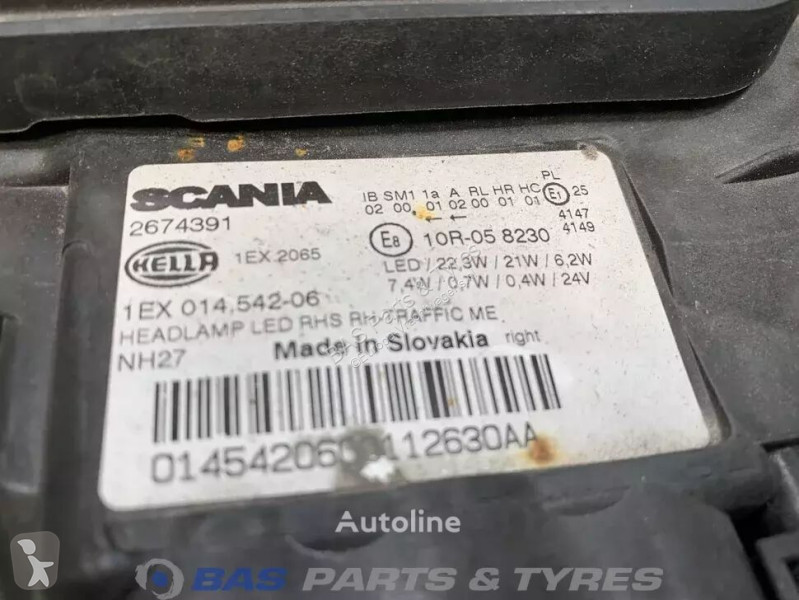 SCANIA
2674391
HELLA 1EX 2065
1EX 014.542-06
HEADLAMP LED RHS RH-TRAFFIC ME
NH27 Made in Slovakia right
PL
IB SM1 1a A RL HR HC E1 25
02 00 01 02 00 01 01
← ← 4147
4149
E8 10R-05 8230
LED / 22,3W / 21W / 6,2W
7,4W / 0,7W / 0,4W / 24V
Autoline
BAS PARTS & TYRES